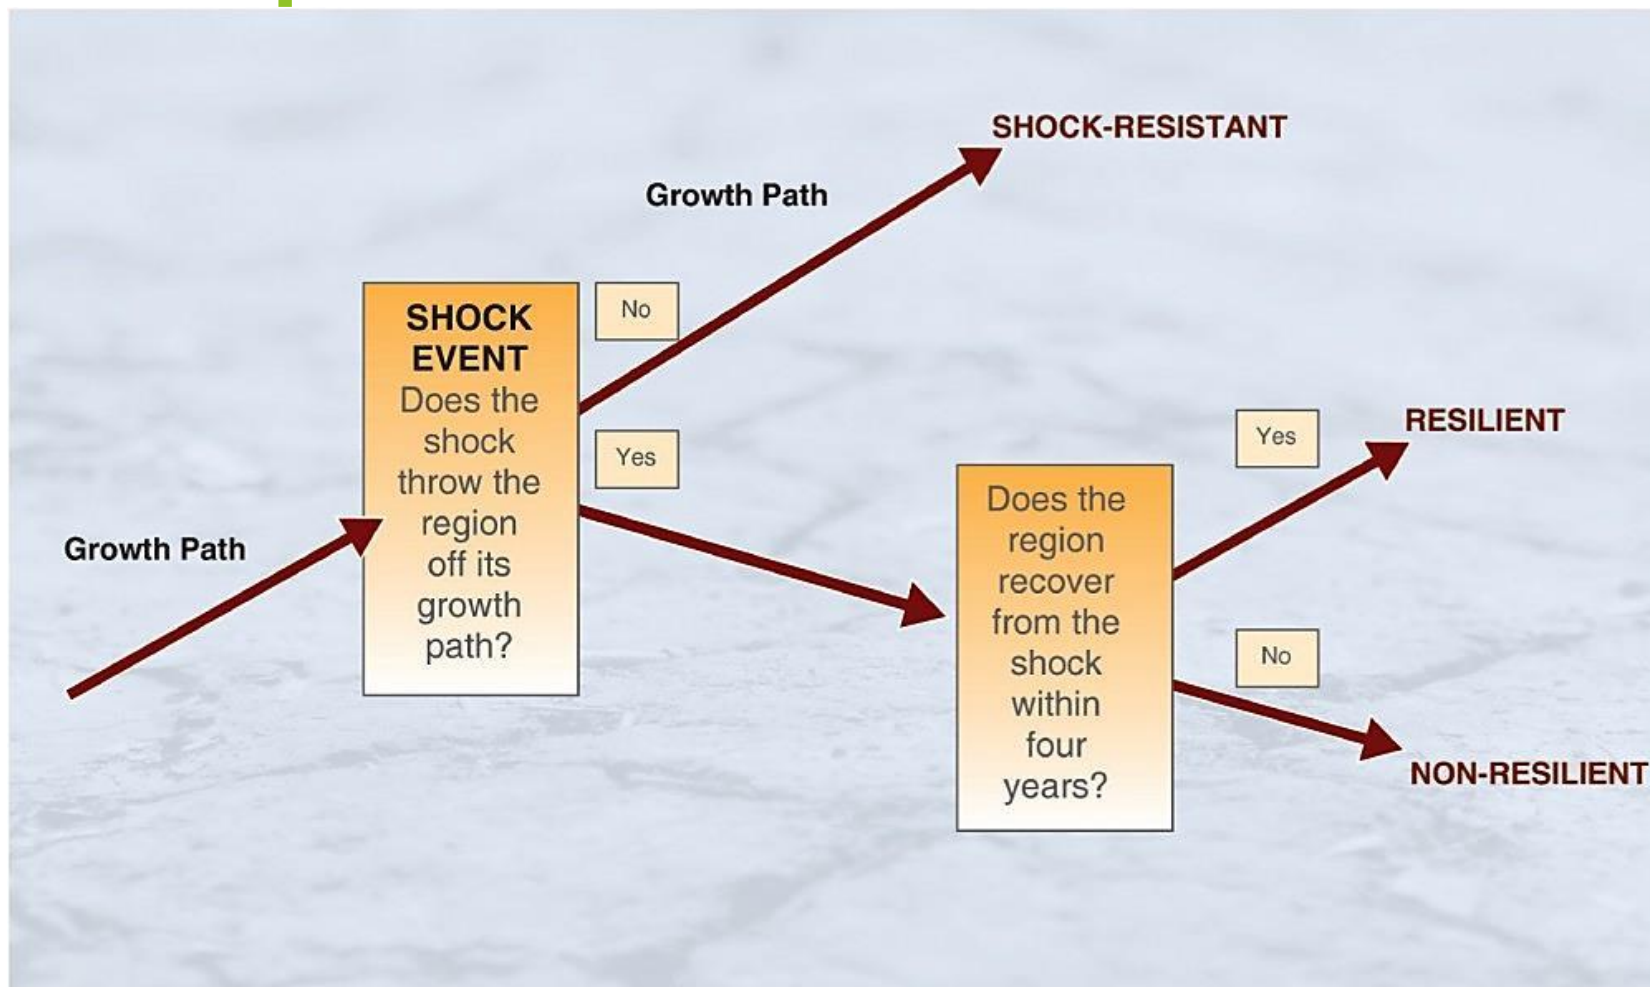 SHOCK-RESISTANT
Growth Path
SHOCK
EVENT
Does the
shock
throw the
region
off its
growth
path?
No
Yes
Growth Path
Does the
region
recover
from the
shock
within
four
years?
Yes
RESILIENT
No
NON-RESILIENT